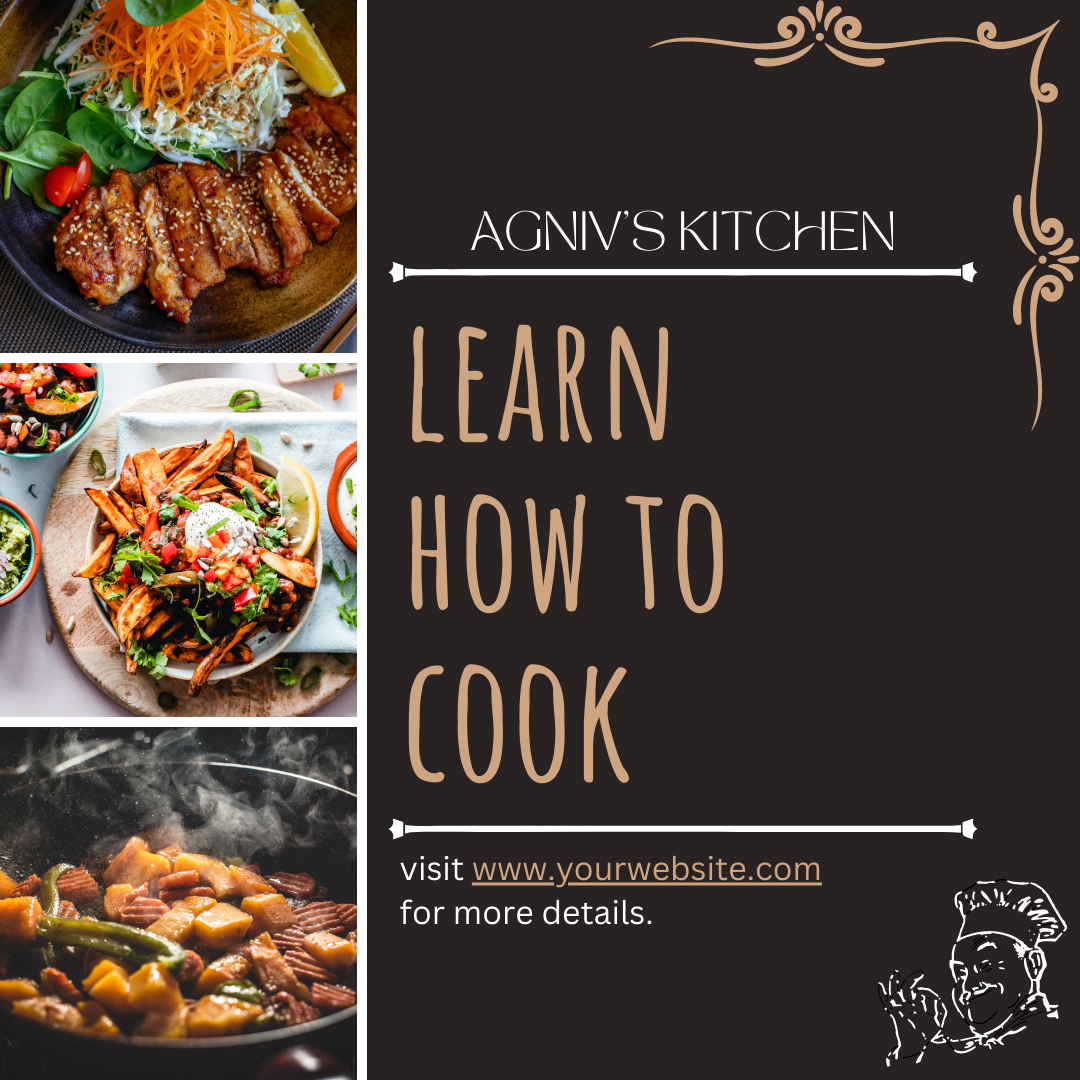 AGNIV’S KITCHEN
LEARN
HOW TO
COOK
visit www.yourwebsite.com
for more details.